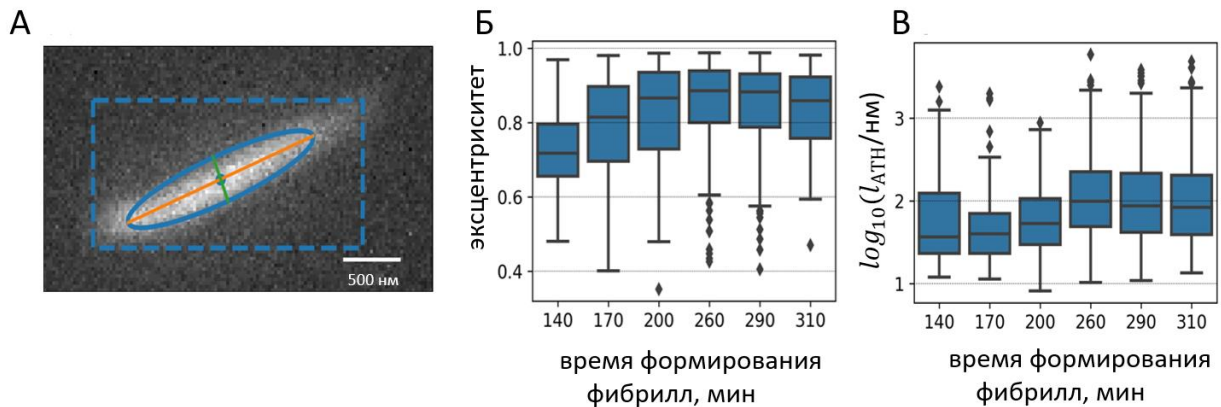 А
500 нм
Б
эксцентриситет
1.0
0.8
0.6
0.4
140 170 200 260 290 310
время формирования
фибрилл, мин
В
log₁₀(l_ATH/нм)
3
2
1
140 170 200 260 290 310
время формирования
фибрилл, мин